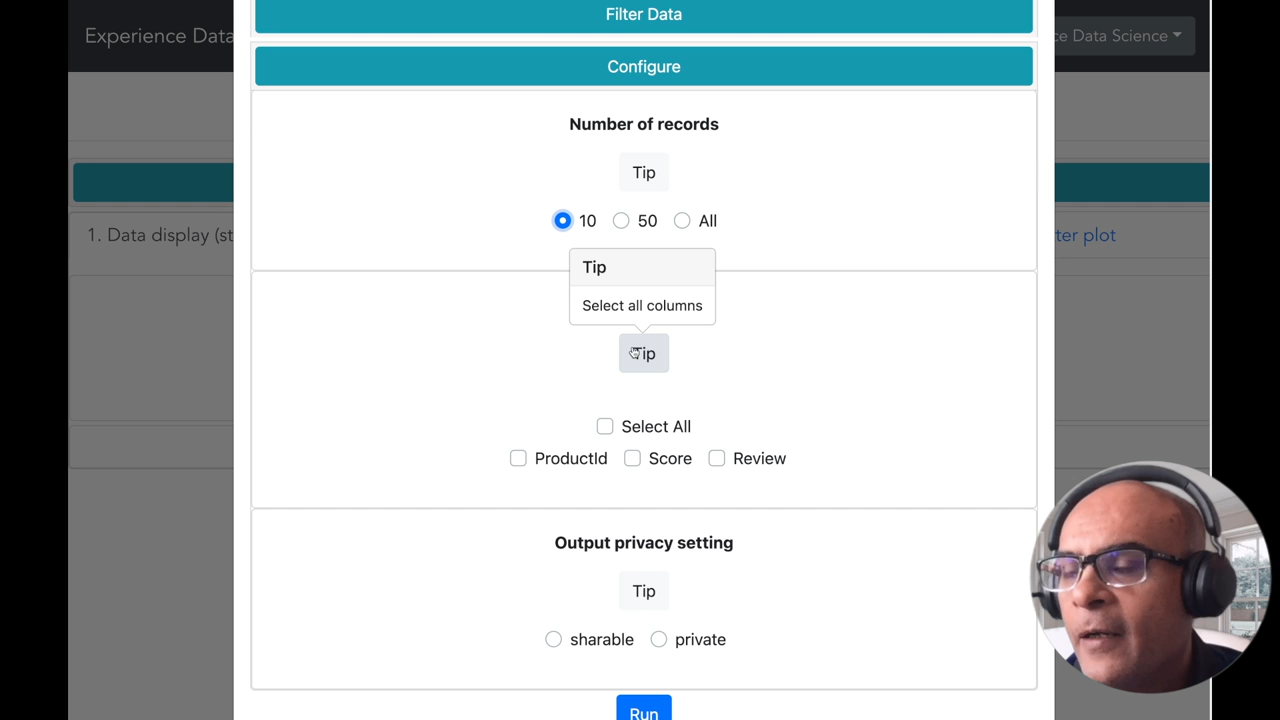 Filter Data
Experience Data
ce Data Science
Configure
Number of records
Tip
10 50 All
1. Data display (st
ter plot
Tip
Select all columns
Tip
Select All
ProductId Score Review
Output privacy setting
Tip
sharable private
Run